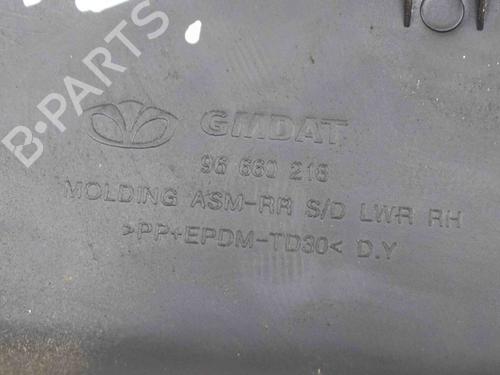 B-PARTS
GMDAT
96 660 216
MOLDING ASM-RR S/D LWR RH
>PP+EPDM-TD30< D.Y